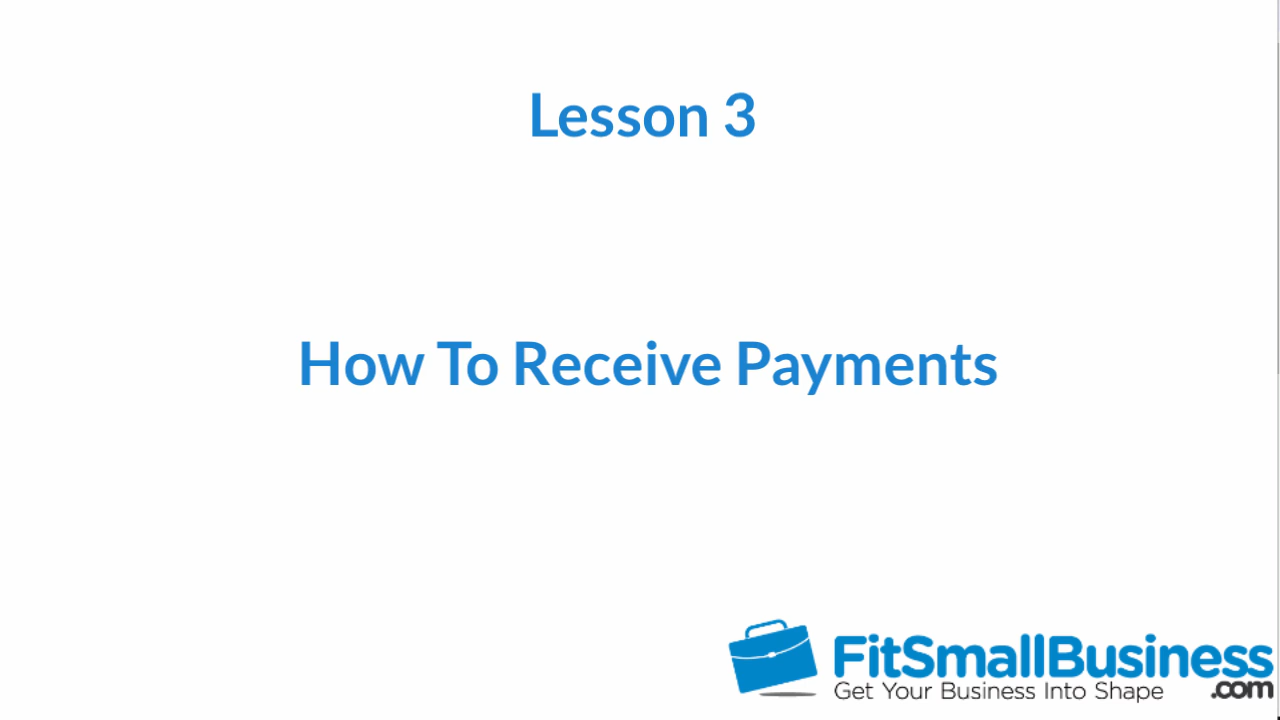 Lesson 3
How To Receive Payments
FitSmallBusiness
Get Your Business Into Shape
.com